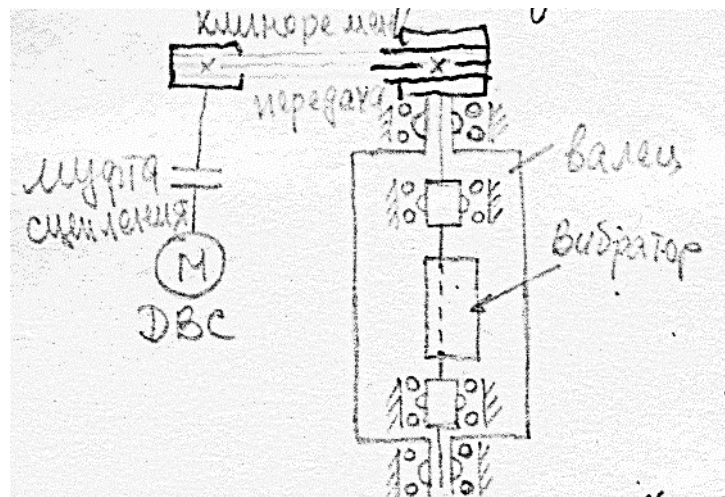 клиноремен
передача
валец
муфта
сцепления
вибратор
М
ДВС